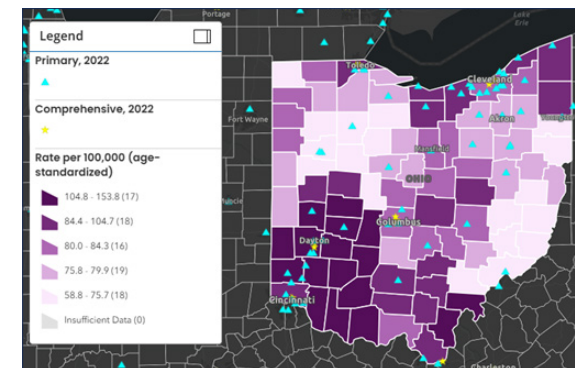 Portage
Lake
Erie
Legend
Primary, 2022
Comprehensive, 2022
Rate per 100,000 (age-
standardized)
104.8 - 153.8 (17)
84.4 - 104.7 (18)
80.0 - 84.3 (16)
75.8 - 79.9 (19)
58.8 - 75.7 (18)
Insufficient Data (0)
Toledo
Cleveland
Fort Wayne
Akron
Mansfield
OHIO
Columbus
Dayton
Cincinnati
Charleston